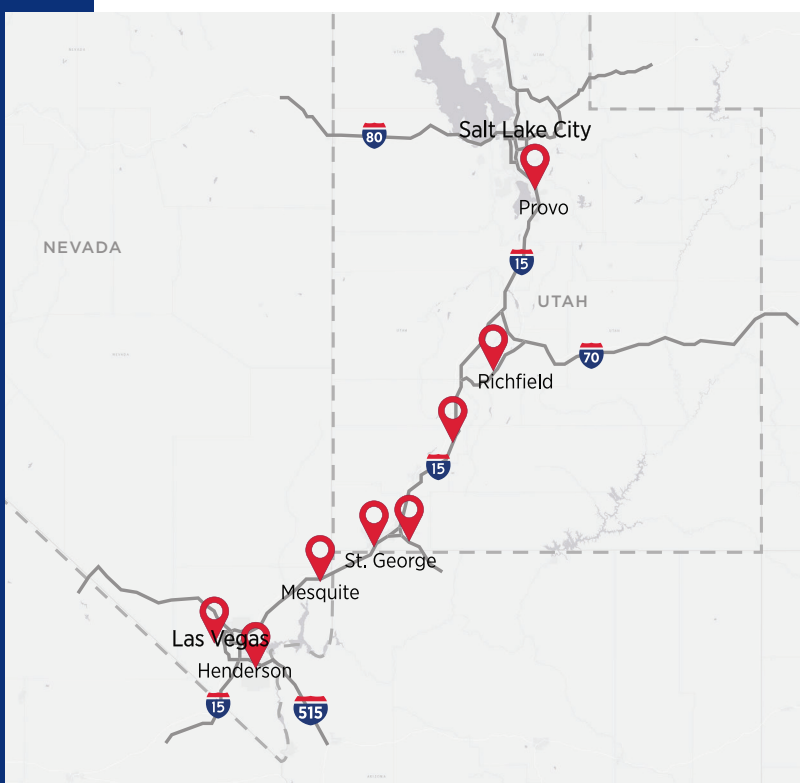 Salt Lake City
80
Provo
NEVADA
15
UTAH
70
Richfield
15
St. George
Mesquite
Las Vegas
Henderson
15
515